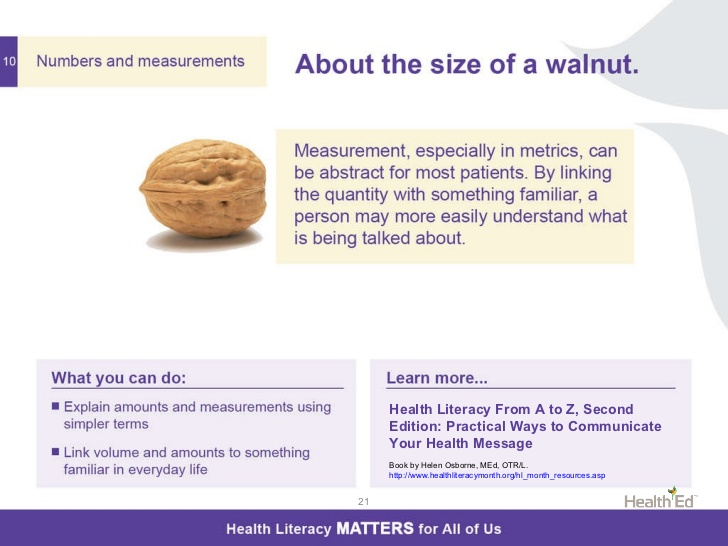 10
Numbers and measurements
About the size of a walnut.
Measurement, especially in metrics, can
be abstract for most patients. By linking
the quantity with something familiar, a
person may more easily understand what
is being talked about.
What you can do:
■ Explain amounts and measurements using
simpler terms
■ Link volume and amounts to something
familiar in everyday life
Learn more...
Health Literacy From A to Z, Second
Edition: Practical Ways to Communicate
Your Health Message
Book by Helen Osborne, MEd, OTR/L.
http://www.healthliteracymonth.org/hl_month_resources.asp
21
HealthEd™
Health Literacy MATTERS for All of Us